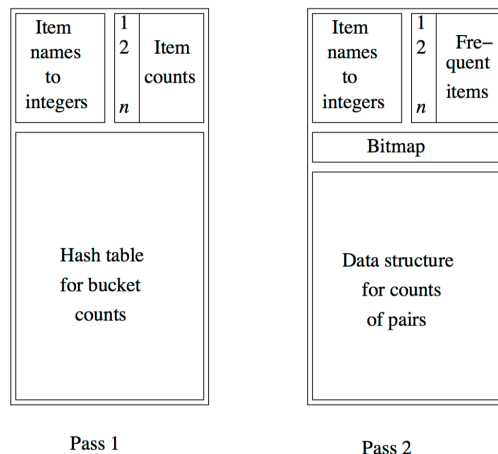 Item
names
to
integers
1
2
n
Item
counts
Hash table
for bucket
counts
Pass 1
Item
names
to
integers
1
2
n
Fre−
quent
items
Bitmap
Data structure
for counts
of pairs
Pass 2